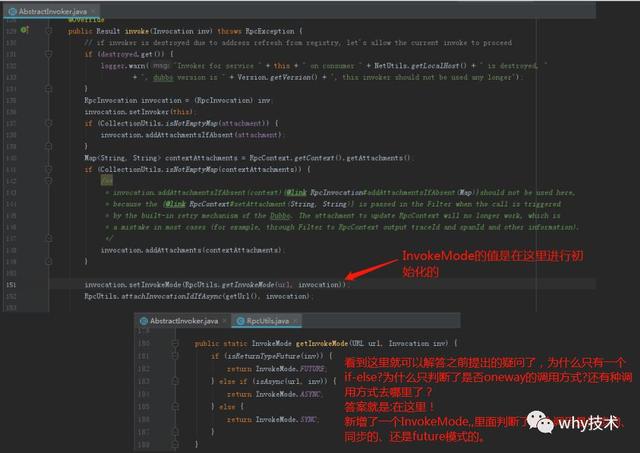 AbstractInvoker.java
@Override
129 public Result invoke(Invocation inv) throws RpcException {
130 // if invoker is destroyed due to address refresh from registry, let's allow the current invoke to proceed
131 if (destroyed.get()) {
132 logger.warn( msg: "Invoker for service " + this + " on consumer " + NetUtils.getLocalHost() + " is destroyed, "
133 + ", dubbo version is " + Version.getVersion() + ", this invoker should not be used any longer");
134 }
135 RpcInvocation invocation = (RpcInvocation) inv;
136 invocation.setInvoker(this);
137 if (CollectionUtils.isNotEmptyMap(attachment)) {
138 invocation.addAttachmentsIfAbsent(attachment);
139 }
140 Map<String, String> contextAttachments = RpcContext.getContext().getAttachments();
141 if (CollectionUtils.isNotEmptyMap(contextAttachments)) {
142 /**
143 * invocation.addAttachmentsIfAbsent(context){@link RpcInvocation#addAttachmentsIfAbsent(Map)}should not be used here,
144 * because the {@link RpcContext#setAttachment(String, String)} is passed in the Filter when the call is triggered
145 * by the built-in retry mechanism of the Dubbo. The attachment to update RpcContext will no longer work, which is
146 * a mistake in most cases (for example, through Filter to RpcContext output traceId and spanId and other information).
147 */
148 invocation.addAttachments(contextAttachments);
149 }
151 invocation.setInvokeMode(RpcUtils.getInvokeMode(url, invocation));
152 RpcUtils.attachInvocationIdIfAsync(getUrl(), invocation);
InvokeMode的值是在这里进行初
始化的
AbstractInvoker.java RpcUtils.java
180 public static InvokeMode getInvokeMode(URL url, Invocation inv) {
181 if (isReturnTypeFuture(inv)) {
182 return InvokeMode.FUTURE;
183 } else if (isAsync(url, inv)) {
184 return InvokeMode.ASYNC;
185 } else {
186 return InvokeMode.SYNC;
187 }
188 }
看到这里就可以解答之前提出的疑问了，为什么只有一个
if-else?为什么只判断了是否oneway的调用方式?还有种调
用方式去哪里了？
答案就是:在这里！
新增了一个InvokeMode,,里面判断了
同步的、还是future模式的。
why技术